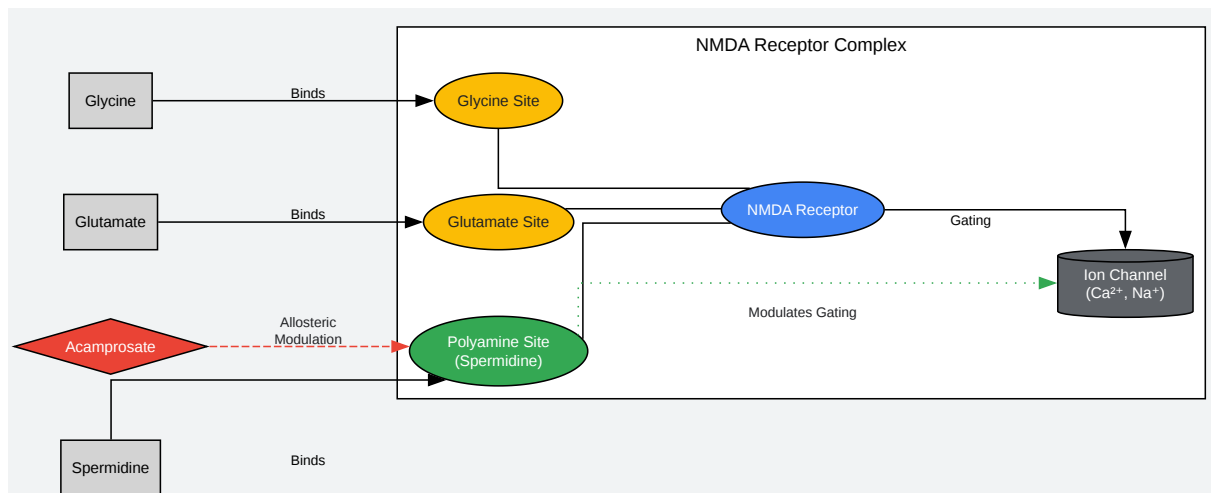 NMDA Receptor Complex
Glycine
Binds
Glycine Site
Glutamate
Binds
Glutamate Site
NMDA Receptor
Gating
Ion Channel
(Ca²⁺, Na⁺)
Modulates Gating
Acamprosate
Allosteric
Modulation
Polyamine Site
(Spermidine)
Spermidine
Binds